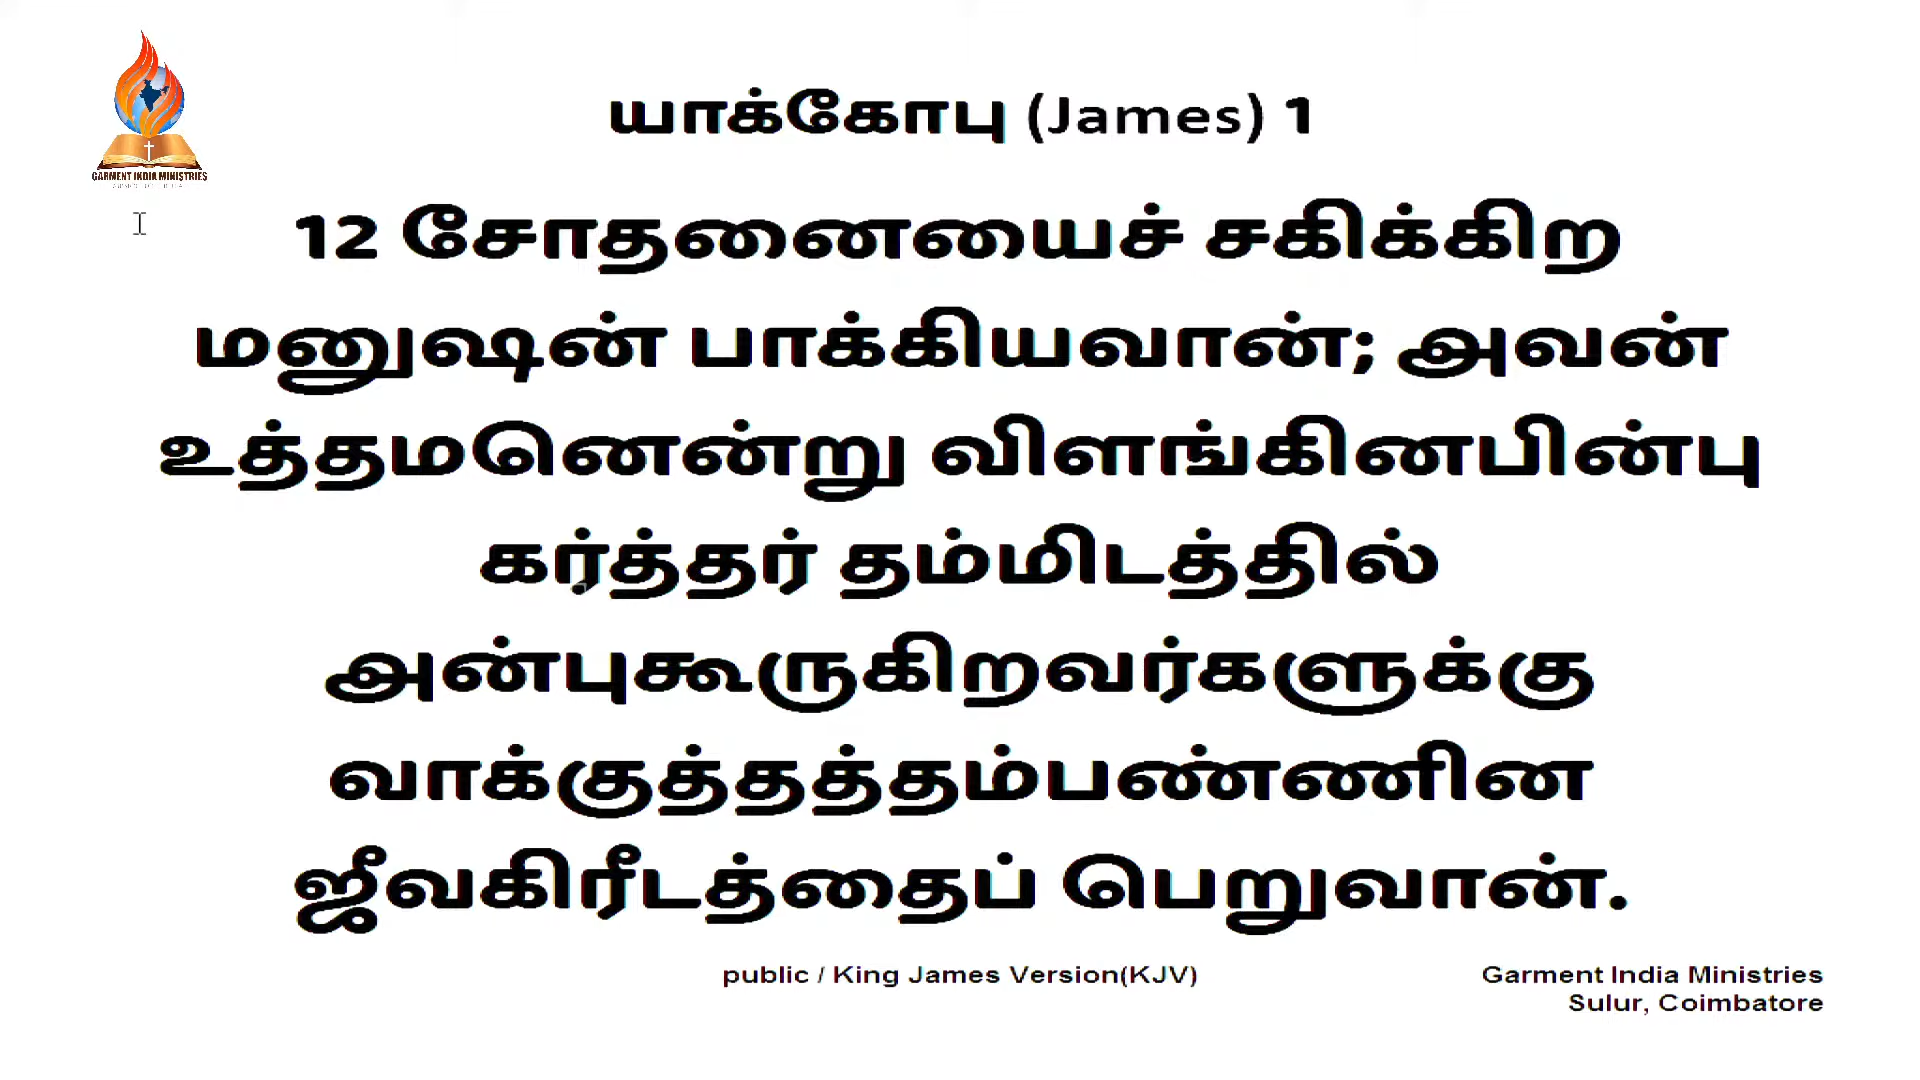 GARMENT INDIA MINISTRIES
யாக்கோபு (James) 1
12 சோதனையைச் சகிக்கிற
மனுஷன் பாக்கியவான்; அவன்
உத்தமனென்று விளங்கினபின்பு
கர்த்தர் தம்மிடத்தில்
அன்புகூருகிறவர்களுக்கு
வாக்குத்தத்தம்பண்ணின
ஜீவகிரீடத்தைப் பெறுவான்.
public / King James Version(KJV)
Garment India Ministries
Sulur, Coimbatore